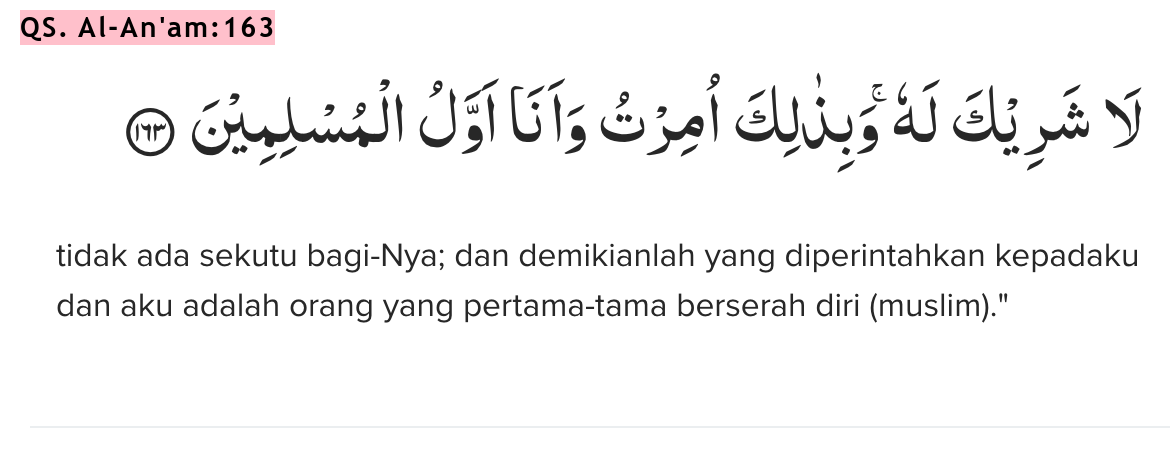 QS. Al-An'am:163
لَا شَرِيْكَ لَهٗ ۚوَبِذٰلِكَ اُمِرْتُ وَاَنَا۠ اَوَّلُ الْمُسْلِمِيْنَ ١٦٣
tidak ada sekutu bagi-Nya; dan demikianlah yang diperintahkan kepadaku
dan aku adalah orang yang pertama-tama berserah diri (muslim)."